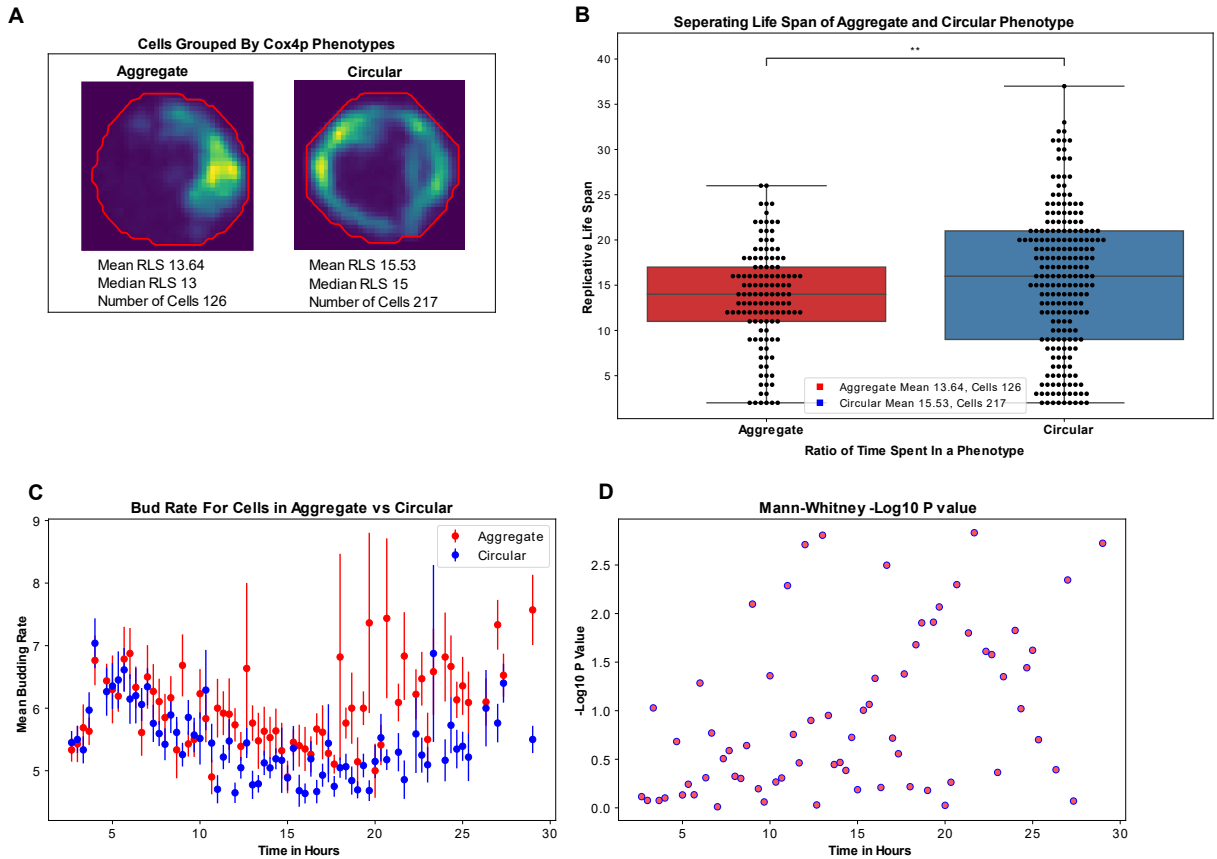 A
Cells Grouped By Cox4p Phenotypes
Aggregate
Circular
Mean RLS 13.64
Median RLS 13
Number of Cells 126
Mean RLS 15.53
Median RLS 15
Number of Cells 217
B
Seperating Life Span of Aggregate and Circular Phenotype
**
40
35
30
25
20
15
10
5
Replicative Life Span
Aggregate Mean 13.64, Cells 126
Circular Mean 15.53, Cells 217
Aggregate
Circular
Ratio of Time Spent In a Phenotype
C
Bud Rate For Cells in Aggregate vs Circular
Aggregate
Circular
9
8
7
6
5
Mean Budding Rate
5 10 15 20 25 30
Time in Hours
D
Mann-Whitney -Log10 P value
2.5
2.0
1.5
1.0
0.5
0.0
-Log10 P Value
5 10 15 20 25 30
Time in Hours